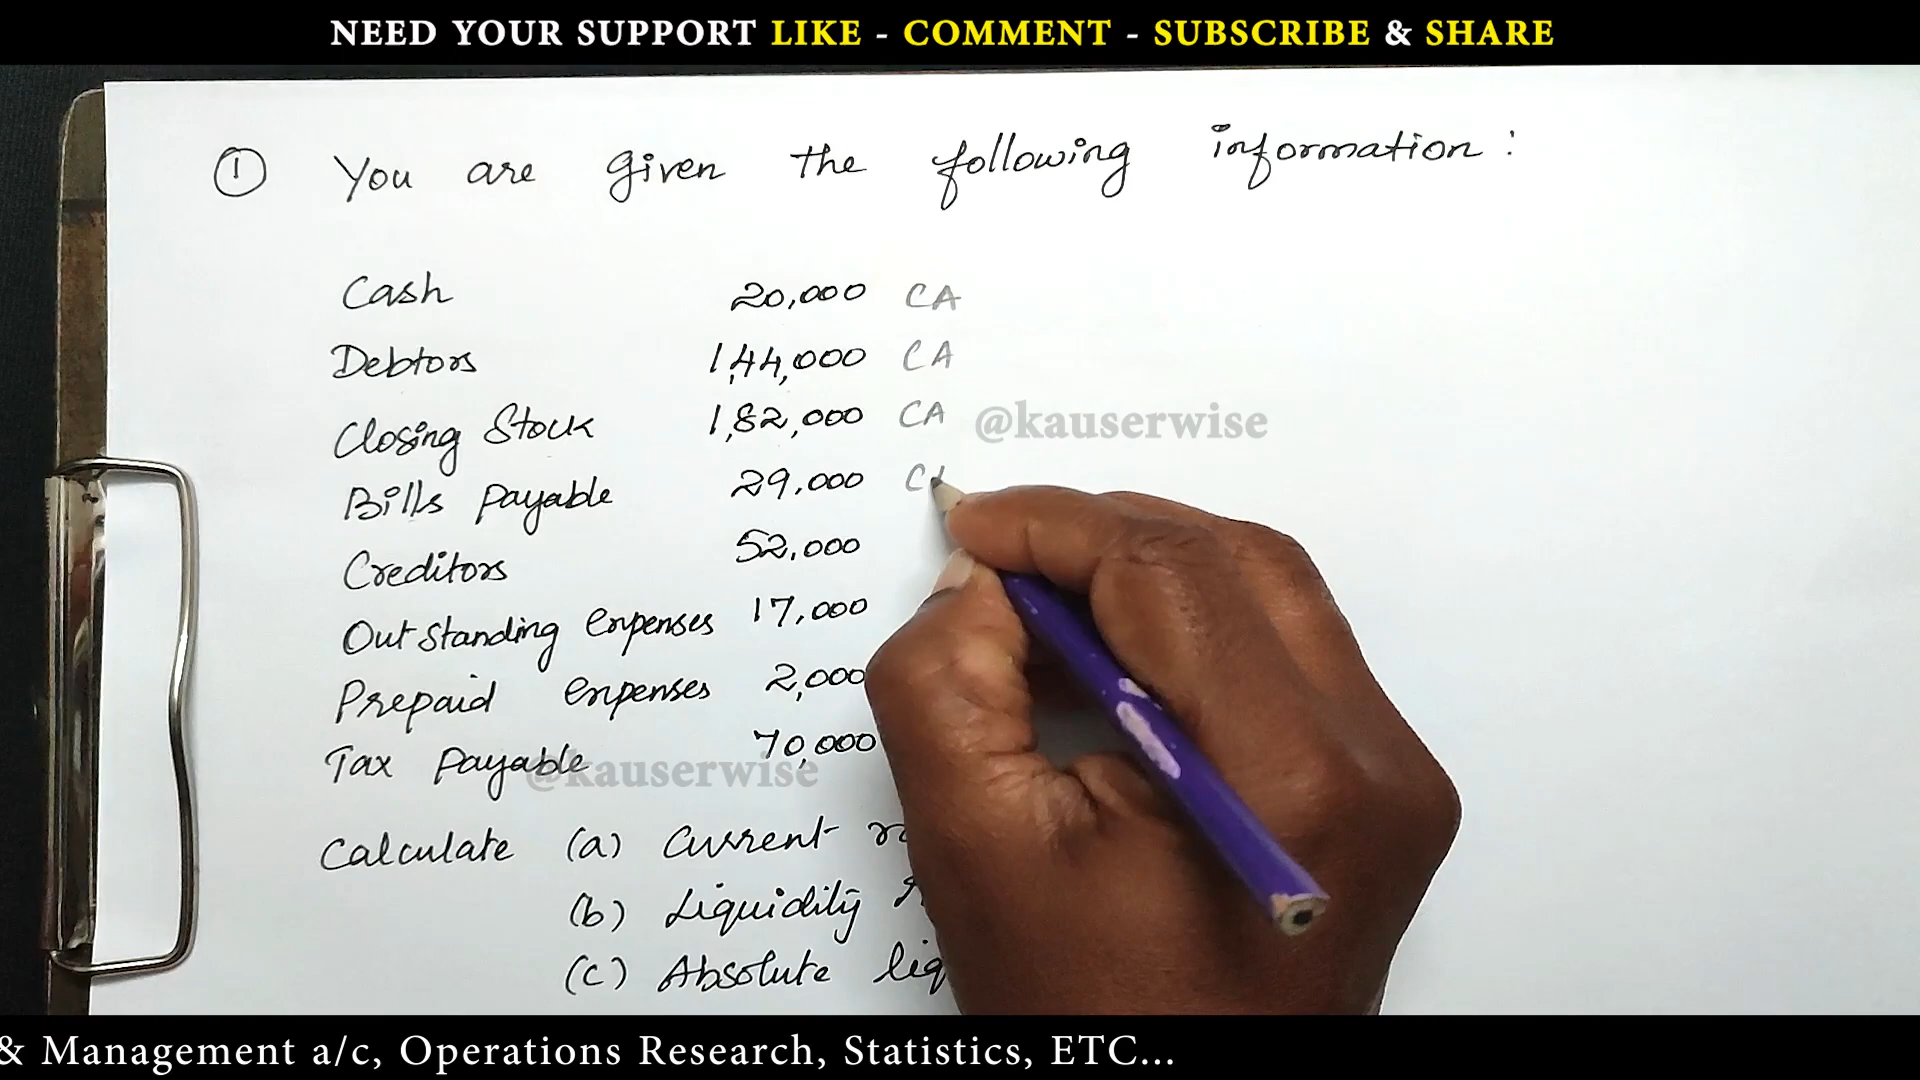 NEED YOUR SUPPORT LIKE - COMMENT - SUBSCRIBE & SHARE
① You are given the following information :
Cash 20,000 CA
Debtors 1,44,000 CA
Closing Stock 1,82,000 CA @kauserwise
Bills payable 29,000 CL
Creditors 52,000
Outstanding expenses 17,000
Prepaid expenses 2,000
Tax payable 70,000
@kauserwise
Calculate (a) Current
(b) Liquidity
(c) Absolute liq
& Management a/c, Operations Research, Statistics, ETC...